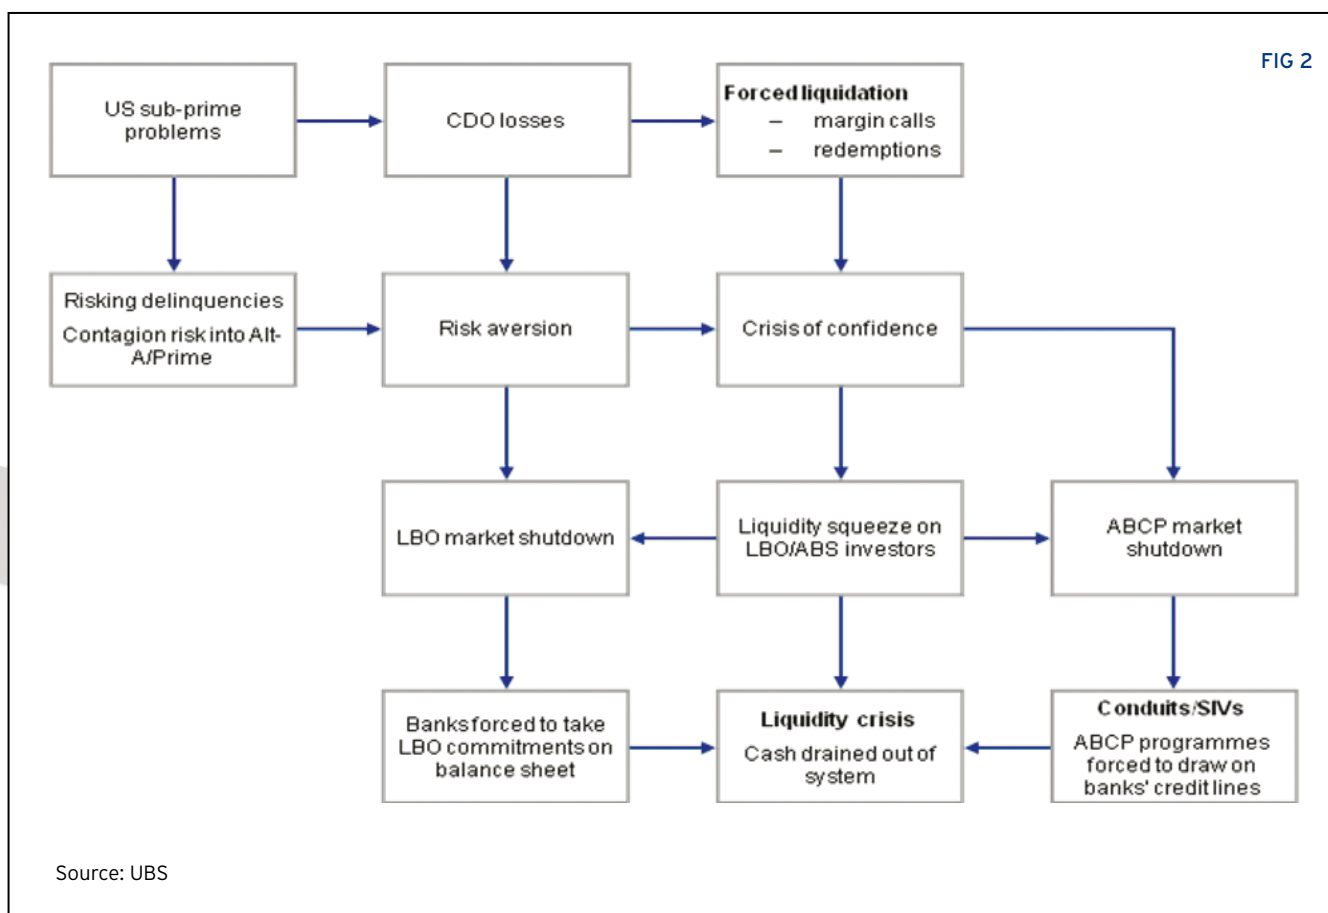 FIG 2
US sub-prime
problems
CDO losses
Forced liquidation
– margin calls
– redemptions
Risking delinquencies
Contagion risk into Alt-
A/Prime
Risk aversion
Crisis of confidence
LBO market shutdown
Liquidity squeeze on
LBO/ABS investors
ABCP market
shutdown
Banks forced to take
LBO commitments on
balance sheet
Liquidity crisis
Cash drained out of
system
Conduits/SIVs
ABCP programmes
forced to draw on
banks' credit lines
Source: UBS